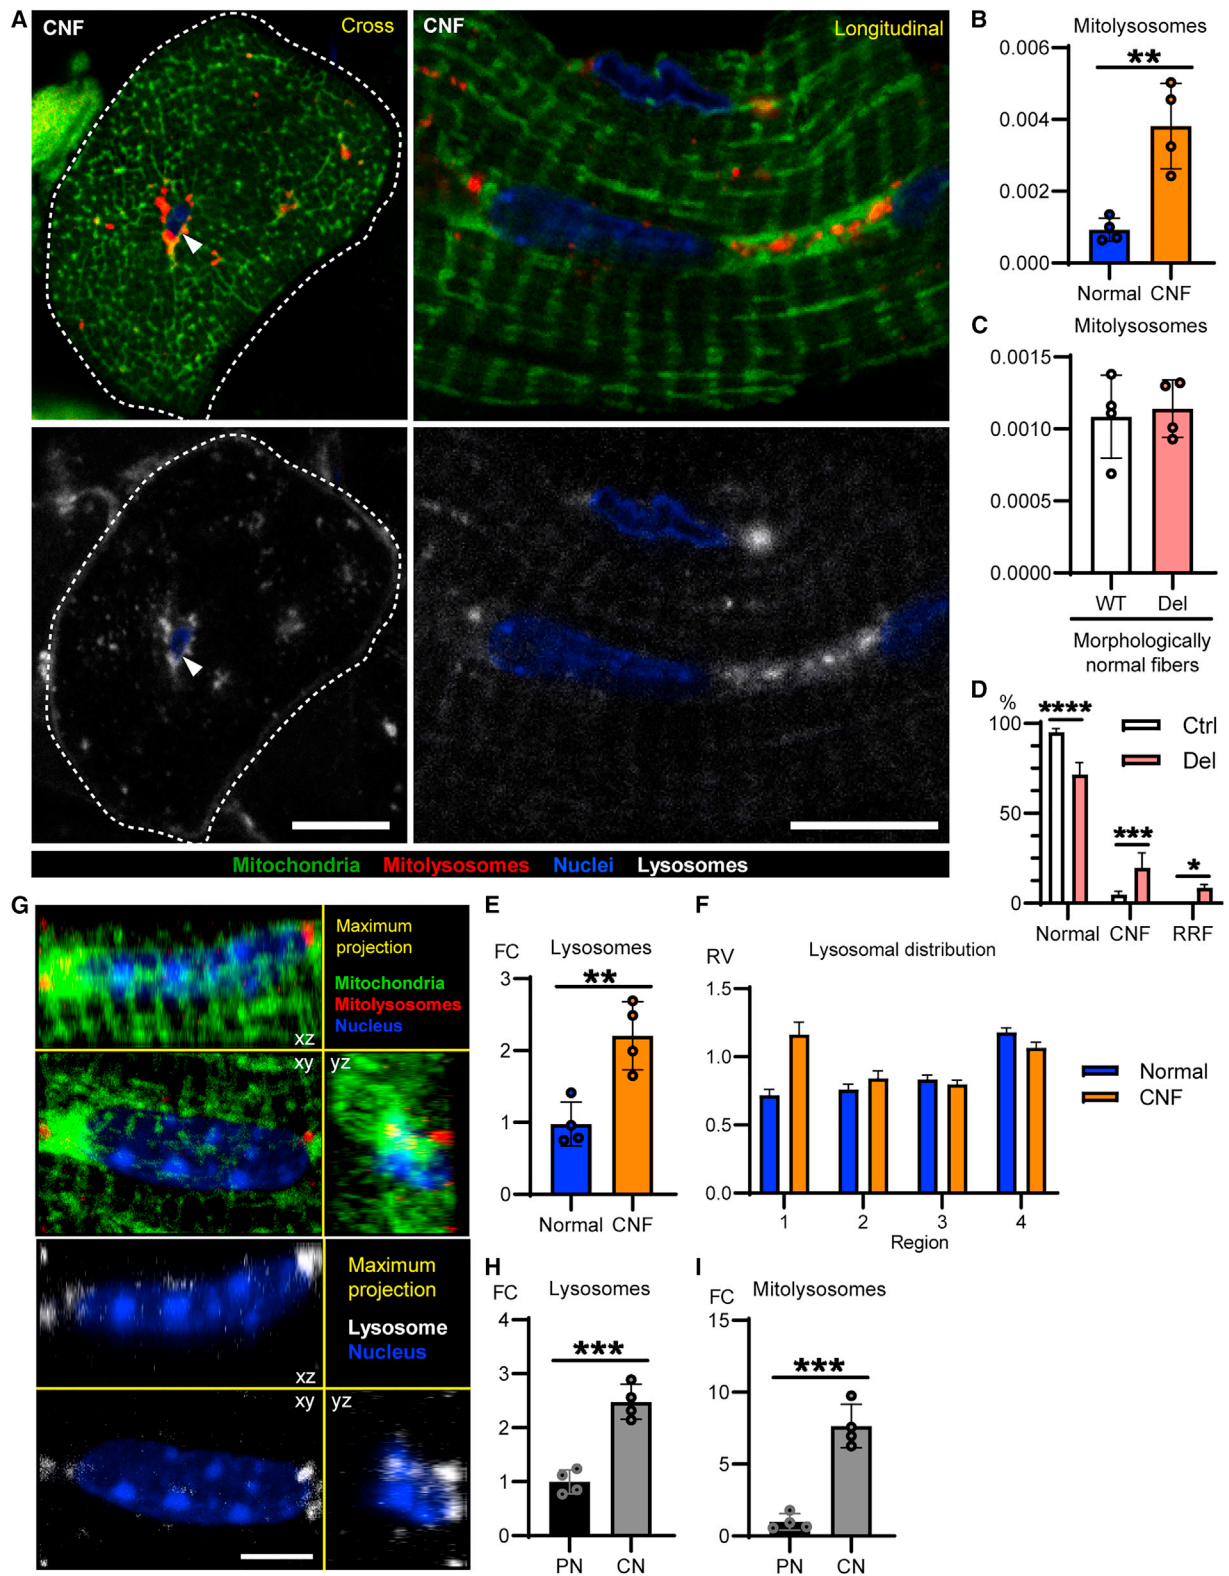 A
CNF
Cross
CNF
Longitudinal
Mitochondria Mitolysosomes Nuclei Lysosomes
B
Mitolysosomes
0.006
0.004
0.002
0.000
**
Normal CNF
C
Mitolysosomes
0.0015
0.0010
0.0005
0.0000
WT Del
Morphologically
normal fibers
D
%
100
50
0
****
***
*
Ctrl
Del
Normal CNF RRF
G
Maximum
projection
Mitochondria
Mitolysosomes
Nucleus
xz
xy
yz
Maximum
projection
Lysosome
Nucleus
xz
xy
yz
E
FC
Lysosomes
3
2
1
0
**
Normal CNF
F
RV
Lysosomal distribution
1.5
1.0
0.5
0.0
1 2 3 4
Region
Normal
CNF
H
FC
Lysosomes
4
3
2
1
0
***
PN CN
I
FC
Mitolysosomes
15
10
5
0
***
PN CN